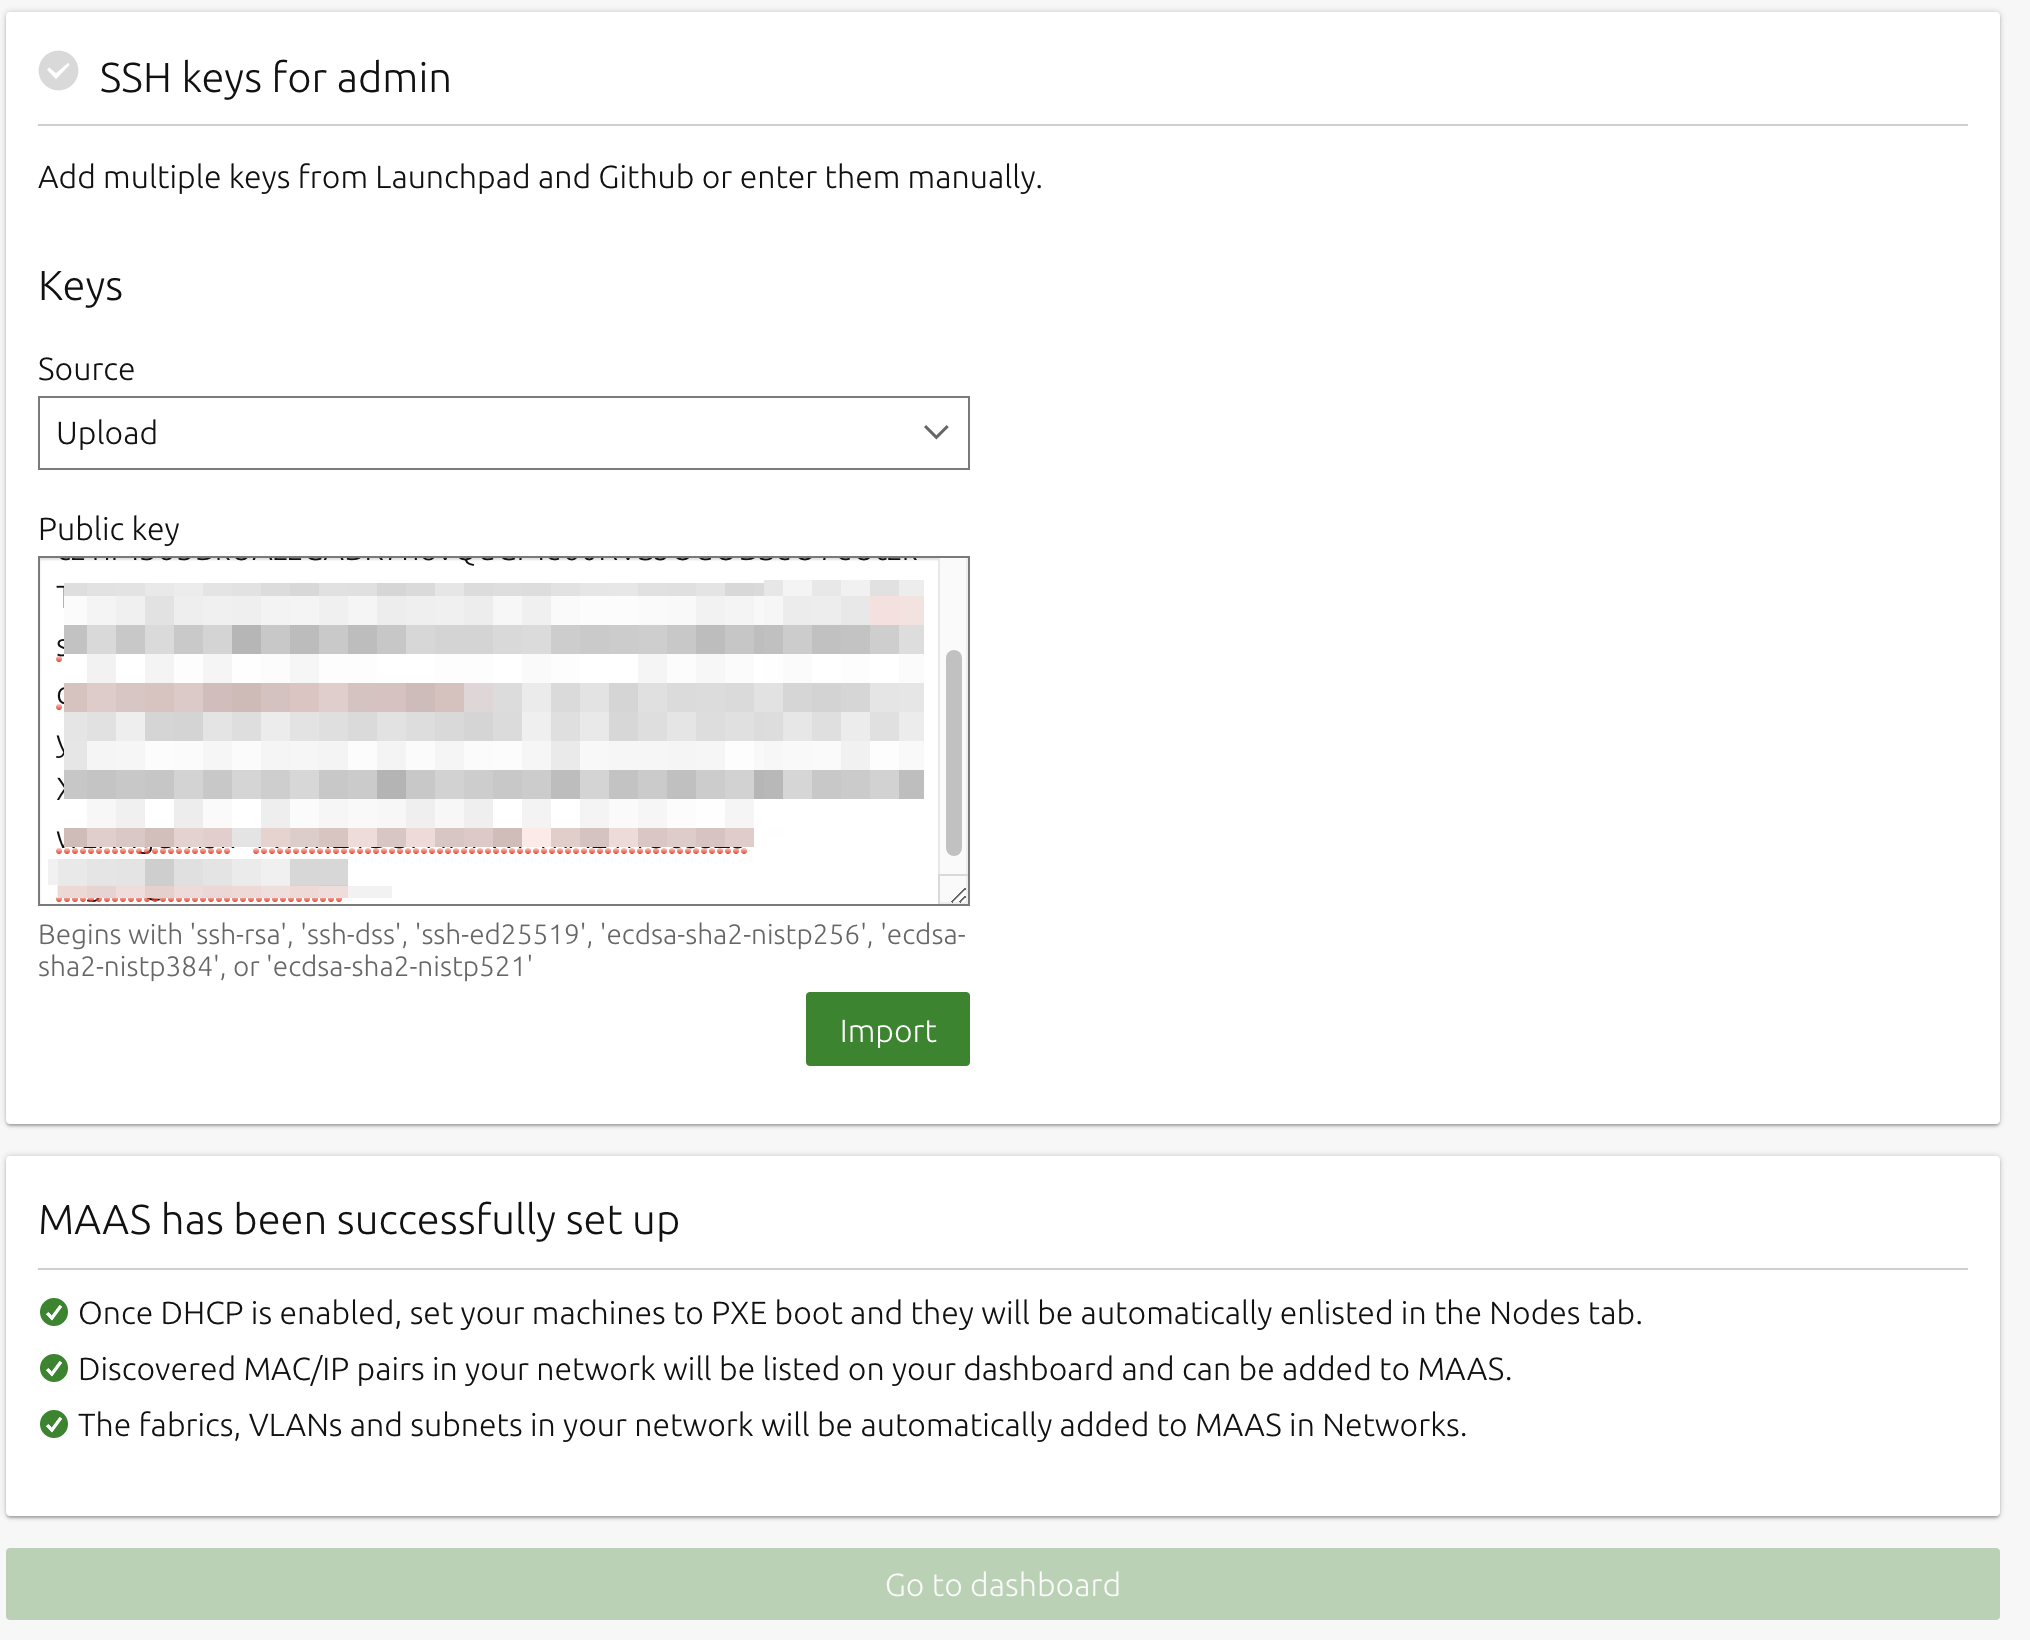 SSH keys for admin
Add multiple keys from Launchpad and Github or enter them manually.
Keys
Source
Upload
Public key
Begins with 'ssh-rsa', 'ssh-dss', 'ssh-ed25519', 'ecdsa-sha2-nistp256', 'ecdsa-
sha2-nistp384', or 'ecdsa-sha2-nistp521'
Import
MAAS has been successfully set up
Once DHCP is enabled, set your machines to PXE boot and they will be automatically enlisted in the Nodes tab.
Discovered MAC/IP pairs in your network will be listed on your dashboard and can be added to MAAS.
The fabrics, VLANs and subnets in your network will be automatically added to MAAS in Networks.
Go to dashboard